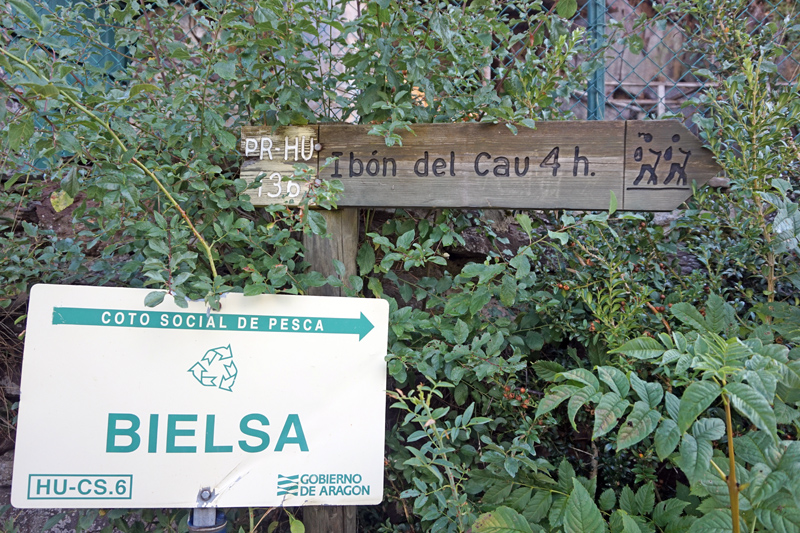 PR-HU
136
Ibón del Cau 4 h.
COTO SOCIAL DE PESCA
BIELSA
HU-CS.6
GOBIERNO
DE ARAGON